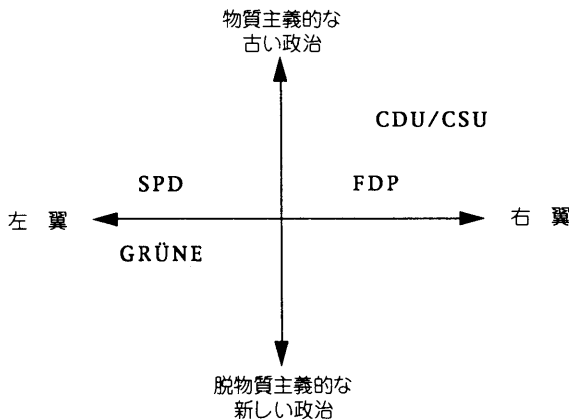 物質主義的な
古い政治
CDU/CSU
SPD
FDP
左 翼
右 翼
GRÜNE
脱物質主義的な
新しい政治